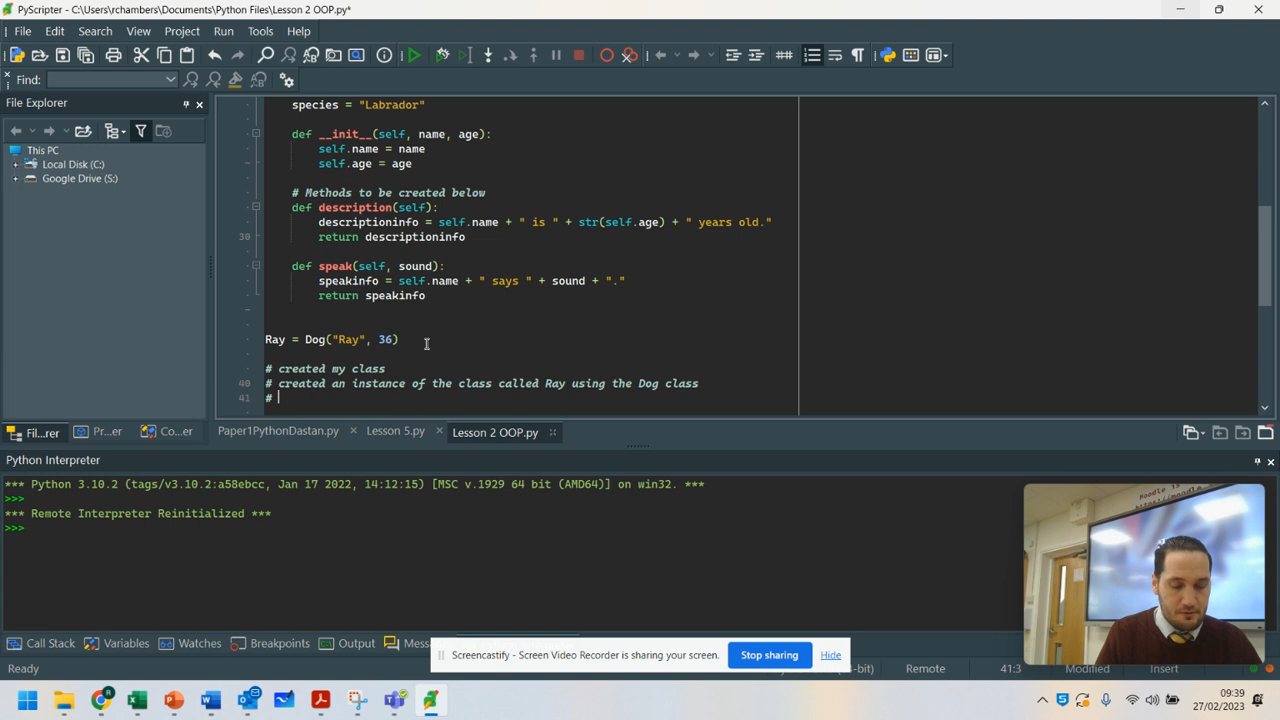 PyScripter - C:\Users\rchambers\Documents\Python Files\Lesson 2 OOP.py*
File Edit Search View Project Run Tools Help
Find:
File Explorer
This PC
Local Disk (C:)
Google Drive (S:)
species = "Labrador"
def __init__(self, name, age):
self.name = name
self.age = age
# Methods to be created below
def description(self):
descriptioninfo = self.name + " is " + str(self.age) + " years old."
30 return descriptioninfo
def speak(self, sound):
speakinfo = self.name + " says " + sound + "."
return speakinfo
Ray = Dog("Ray", 36)
# created my class
40 # created an instance of the class called Ray using the Dog class
41 #
Fil...rer Pr...er Co...er
Paper1PythonDastan.py Lesson 5.py Lesson 2 OOP.py
Python Interpreter
*** Python 3.10.2 (tags/v3.10.2:a58ebcc, Jan 17 2022, 14:12:15) [MSC v.1929 64 bit (AMD64)] on win32. ***
>>>
*** Remote Interpreter Reinitialized ***
>>>
Call Stack Variables Watches Breakpoints Output Mess
Screencastify - Screen Video Recorder is sharing your screen. Stop sharing Hide
Ready
-bit) Remote 41:3 Modified Insert
09:39
27/02/2023